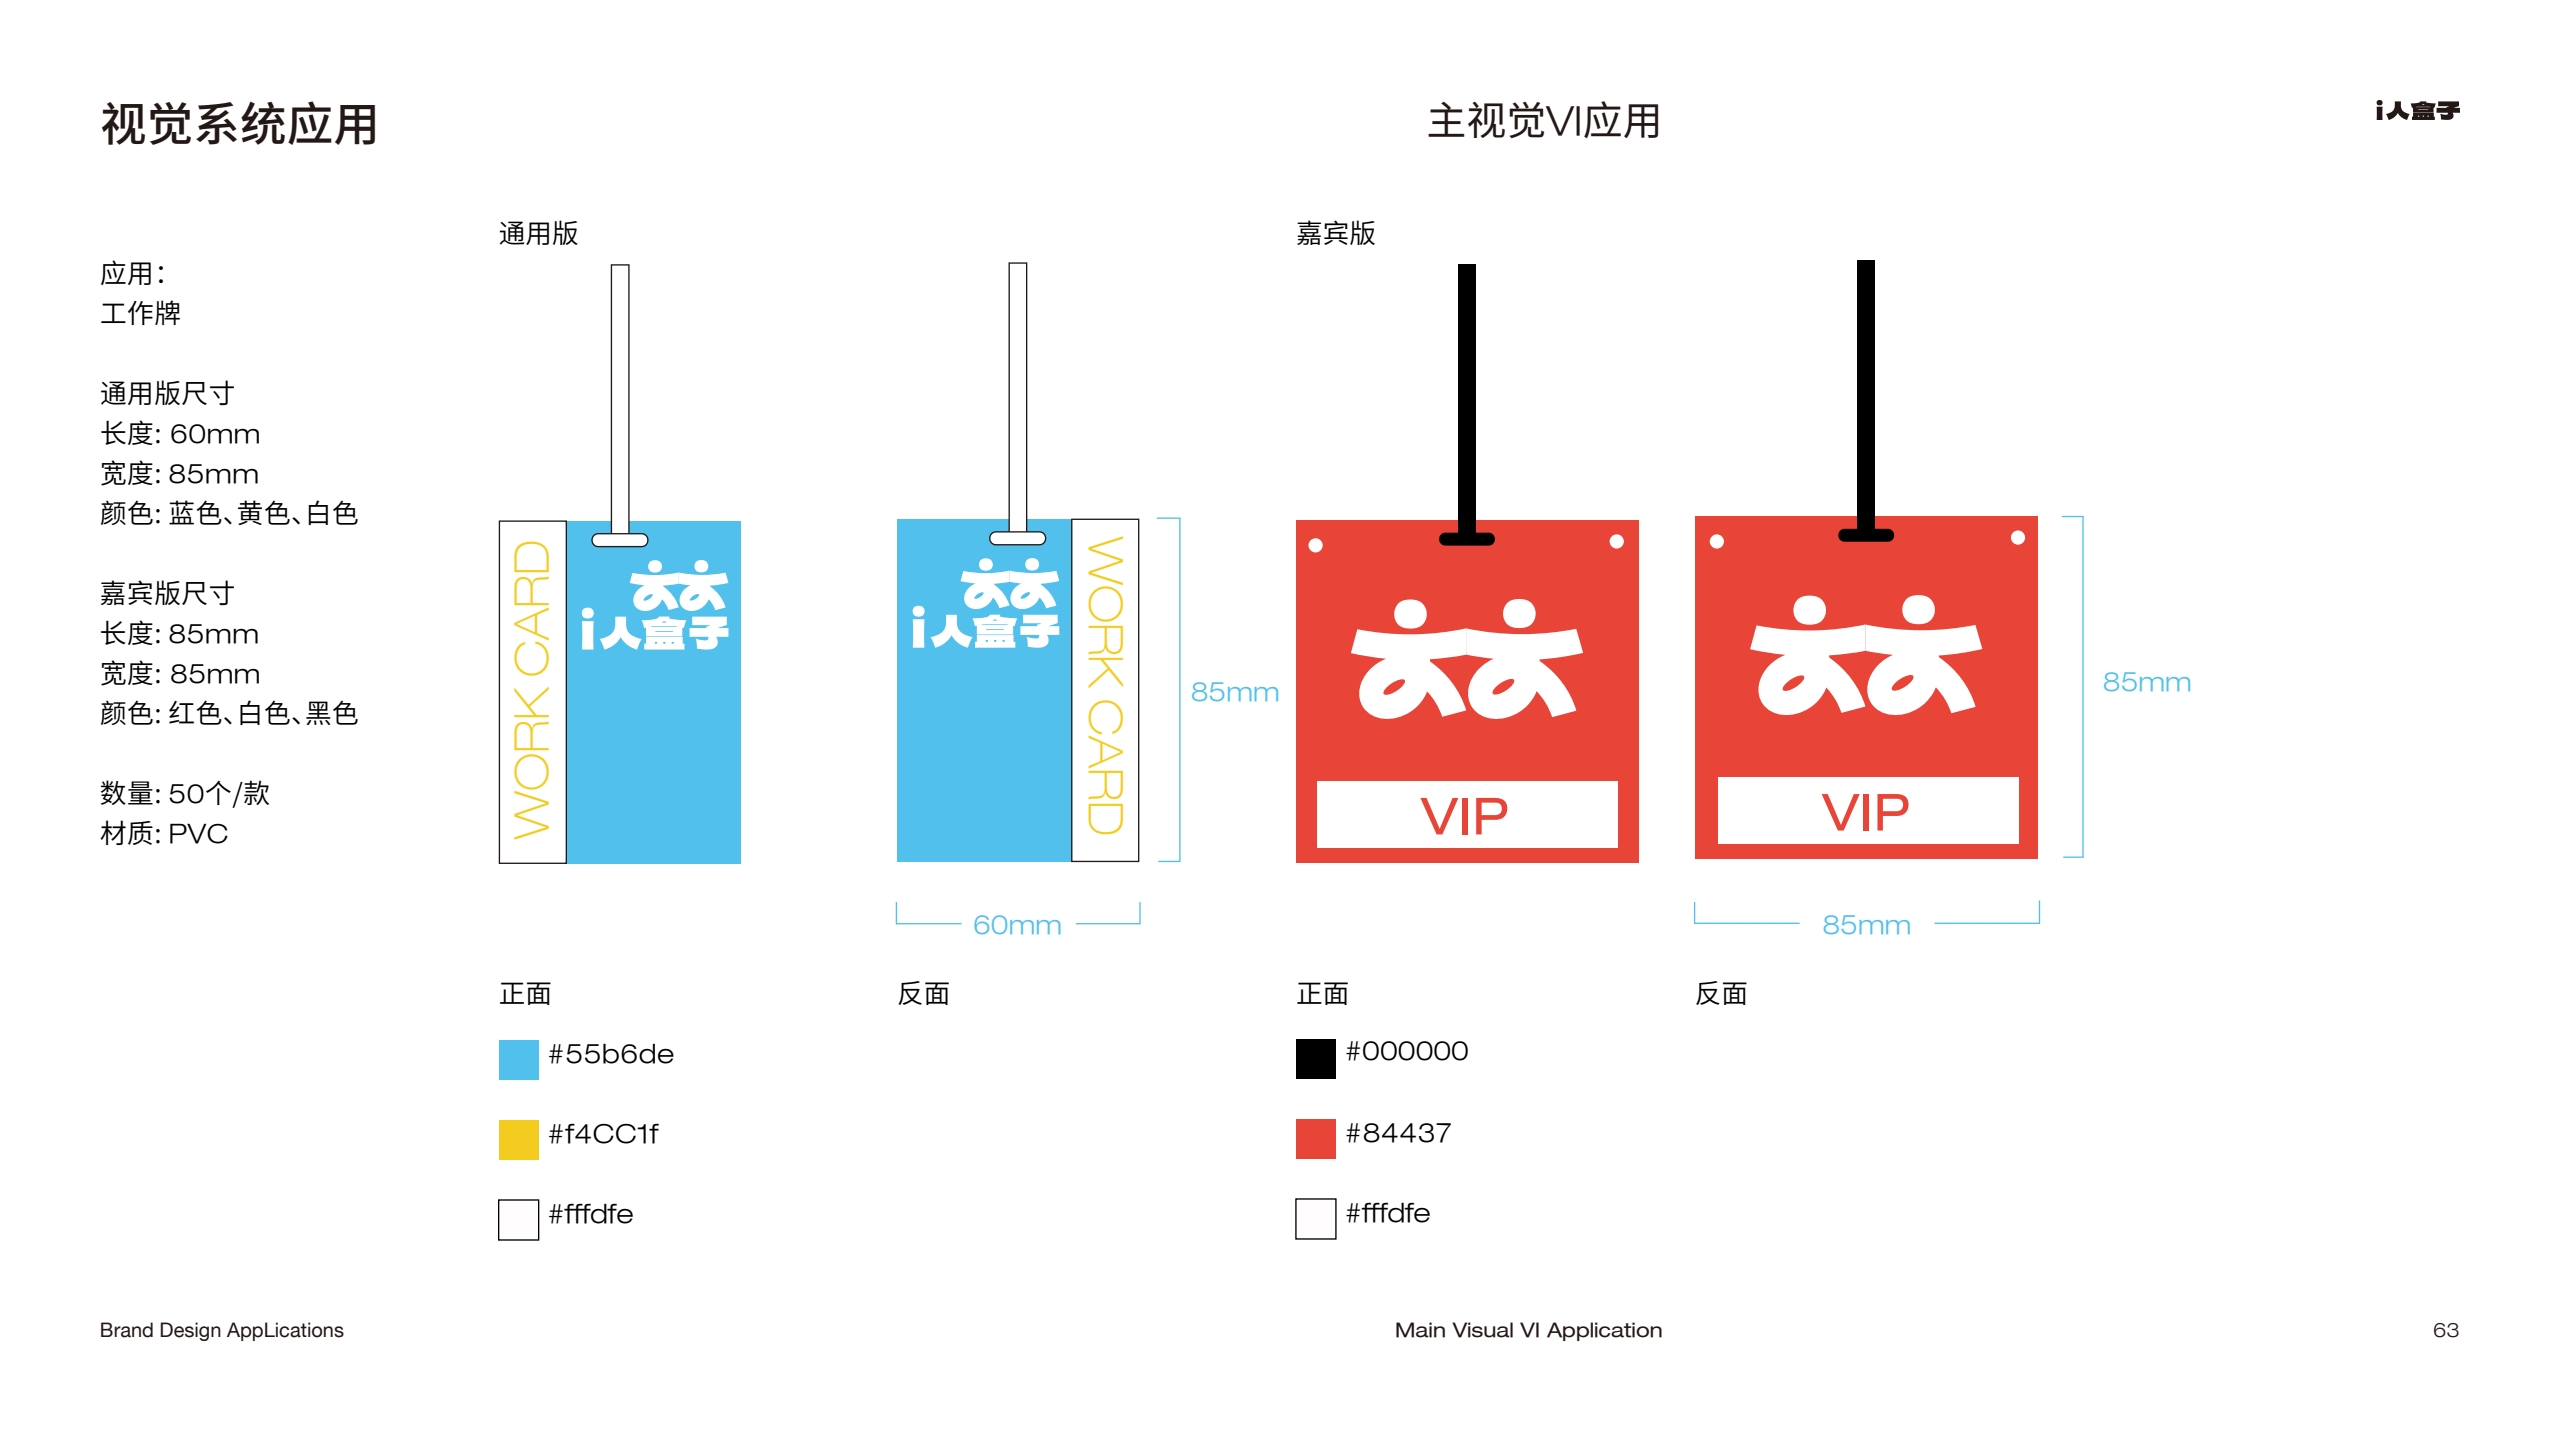 视觉系统应用
主视觉VI应用
i人盒子
应用：
工作牌
通用版尺寸
长度: 60mm
宽度: 85mm
颜色: 蓝色、黄色、白色
嘉宾版尺寸
长度: 85mm
宽度: 85mm
颜色: 红色、白色、黑色
数量: 50个/款
材质: PVC
通用版
WORK CARD
i人盒子
i人盒子
WORK CARD
85mm
60mm
正面
反面
#55b6de
#f4CC1f
#fffdfe
嘉宾版
VIP
VIP
85mm
85mm
正面
反面
#000000
#84437
#fffdfe
Brand Design AppLications
Main Visual VI Application
63